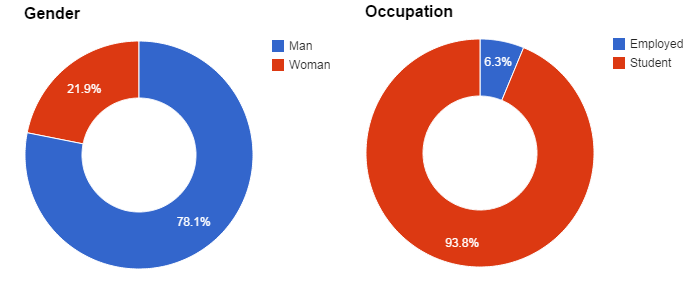 Gender
Man
Woman
21.9%
78.1%
Occupation
Employed
Student
6.3%
93.8%